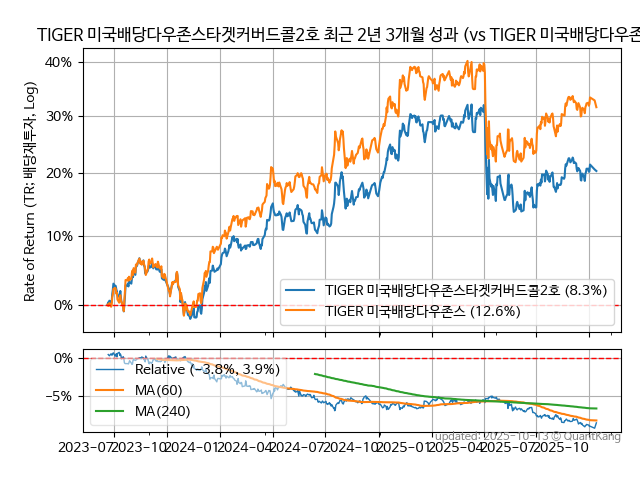 TIGER 미국배당다우존스타겟커버드콜2호 최근 2년 3개월 성과 (vs TIGER 미국배당다우존
Rate of Return (TR: 배당재투자, Log)
40%
30%
20%
10%
0%
TIGER 미국배당다우존스타겟커버드콜2호 (8.3%)
TIGER 미국배당다우존스 (12.6%)
0%
−5%
Relative (−3.8%, 3.9%)
MA(60)
MA(240)
updated: 2025-10-13 © QuantKang
2023-07 2023-10 2024-01 2024-04 2024-07 2024-10 2025-01 2025-04 2025-07 2025-10